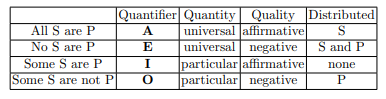 Quantifier Quantity Quality Distributed
All S are P A universal affirmative S
No S are P E universal negative S and P
Some S are P I particular affirmative none
Some S are not P O particular negative P